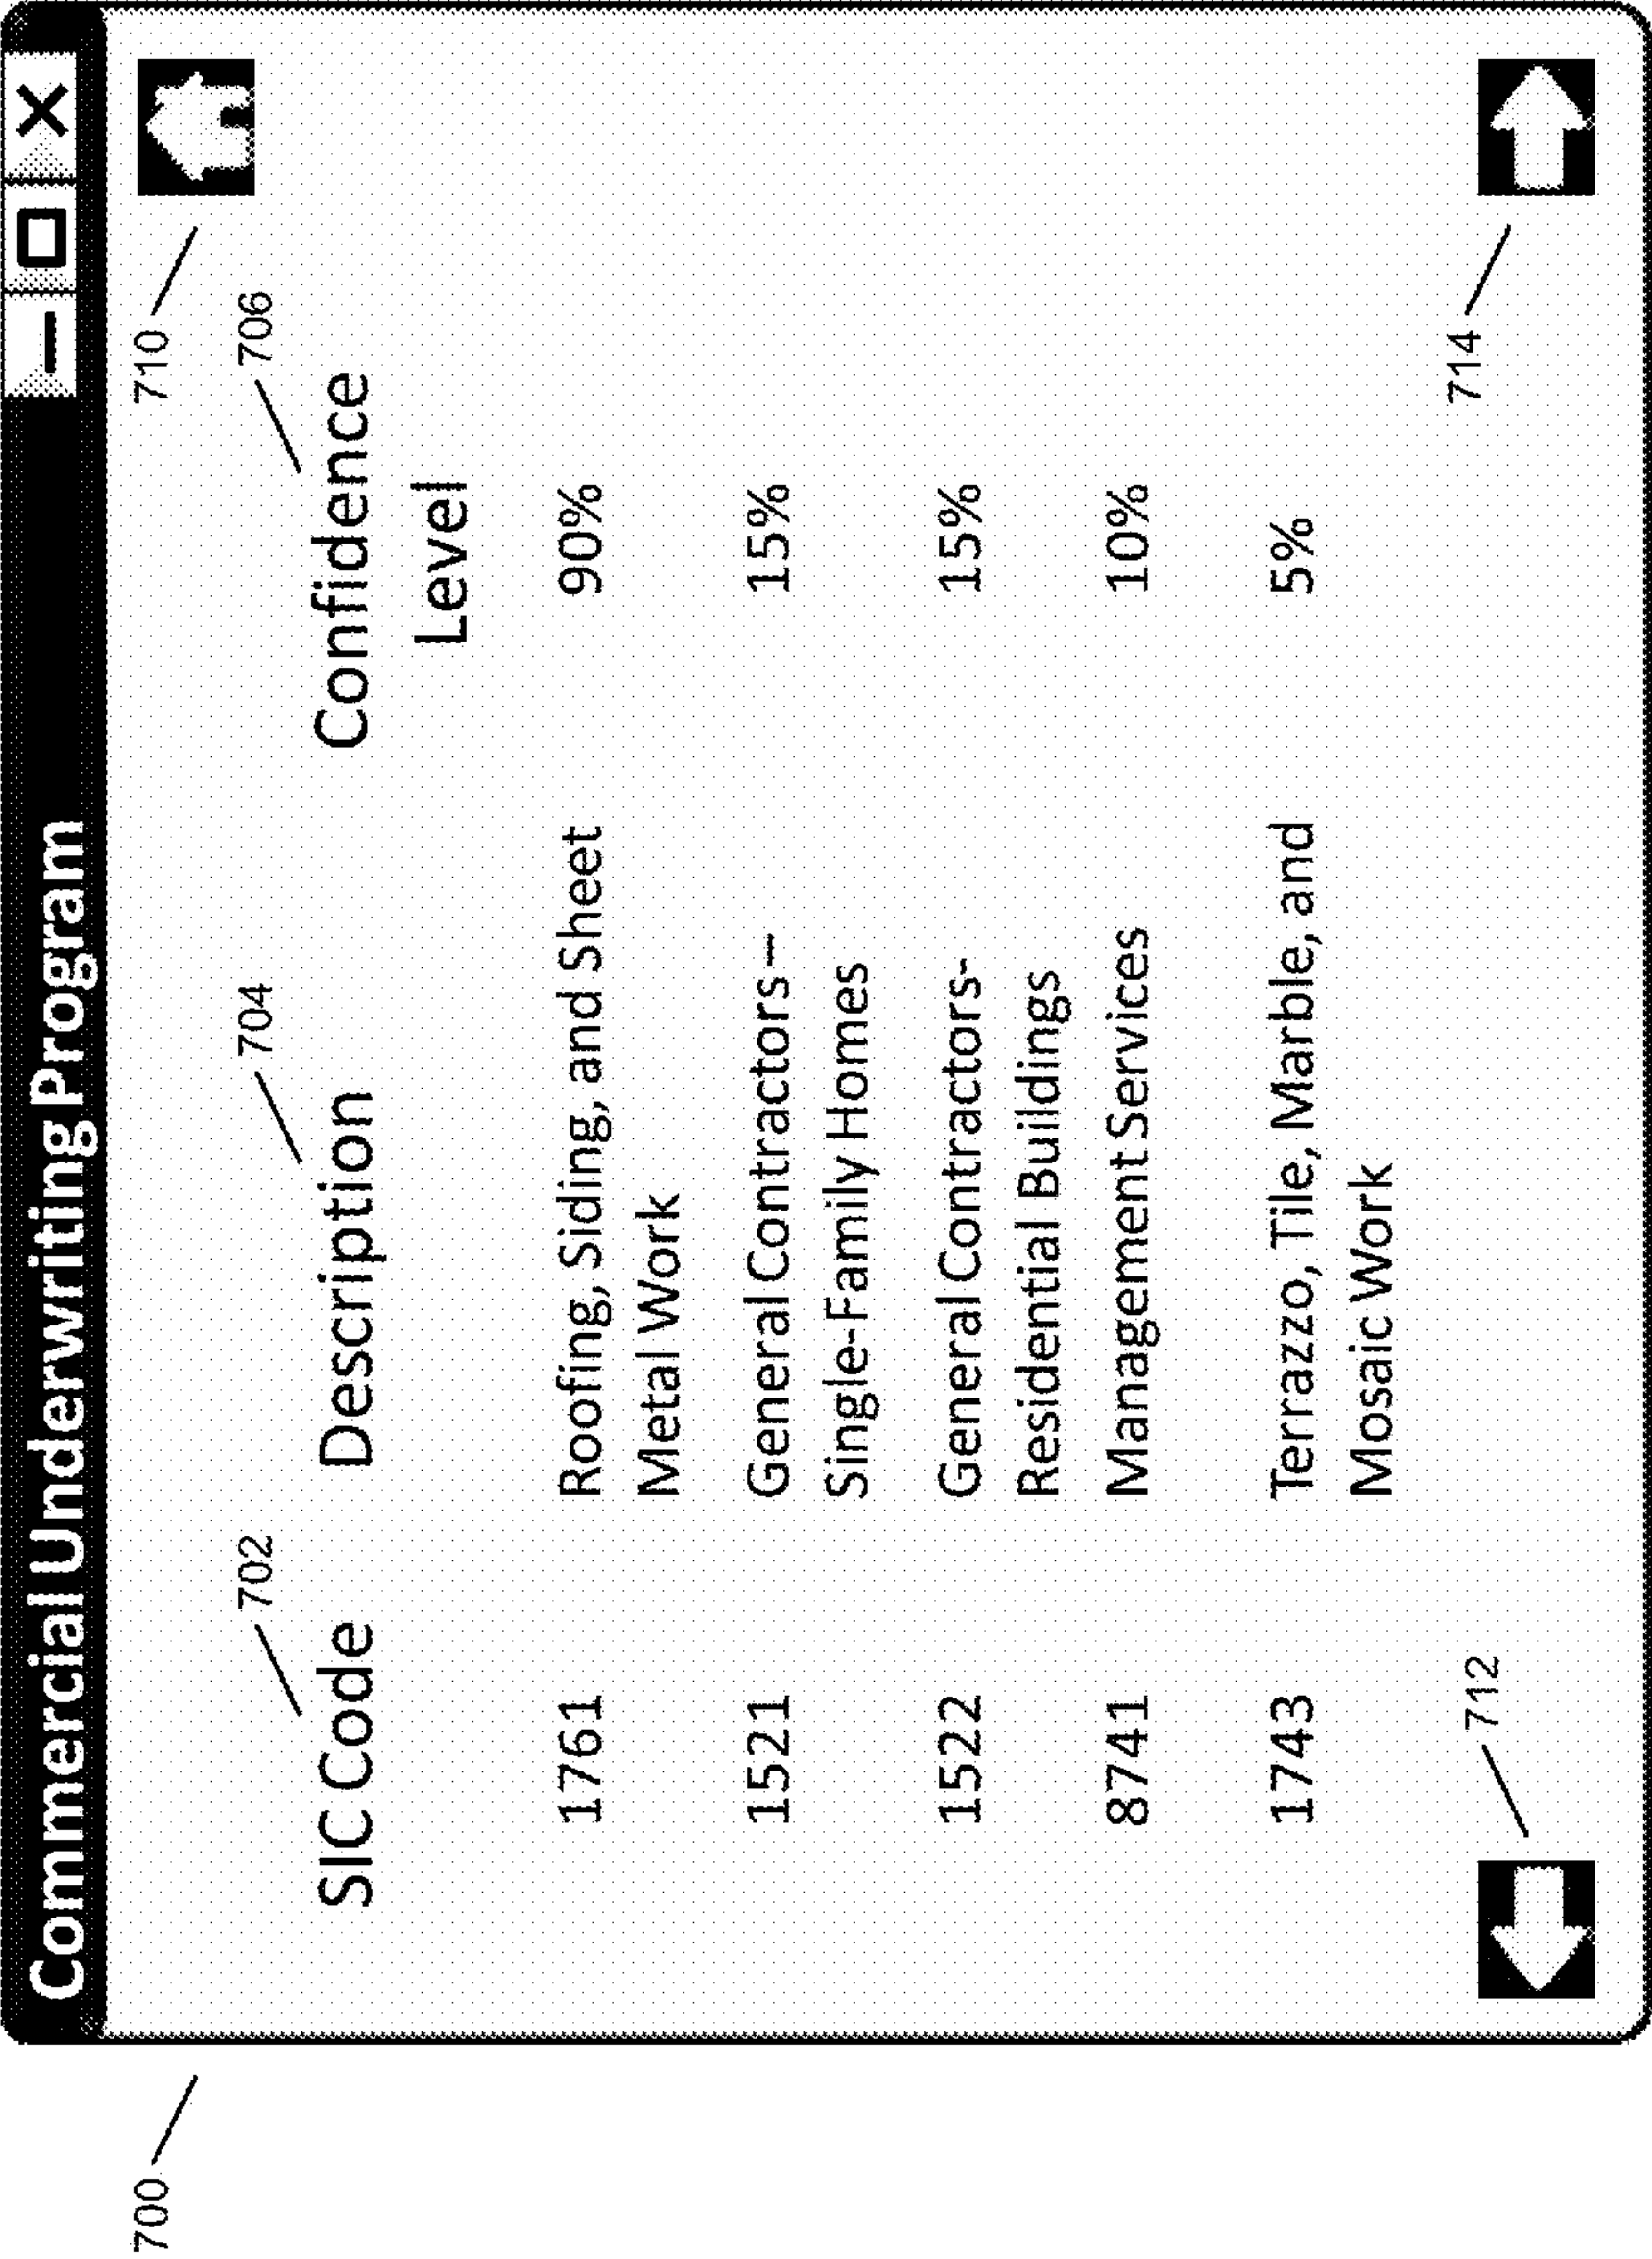 700
Commercial Underwriting Program
710
702
704
706
SIC Code
Description
Confidence
Level
1761
Roofing, Siding, and Sheet
Metal Work
90%
1521
General Contractors—
Single-Family Homes
15%
1522
General Contractors-
Residential Buildings
15%
8741
Management Services
10%
1743
Terrazzo, Tile, Marble, and
Mosaic Work
5%
712
714